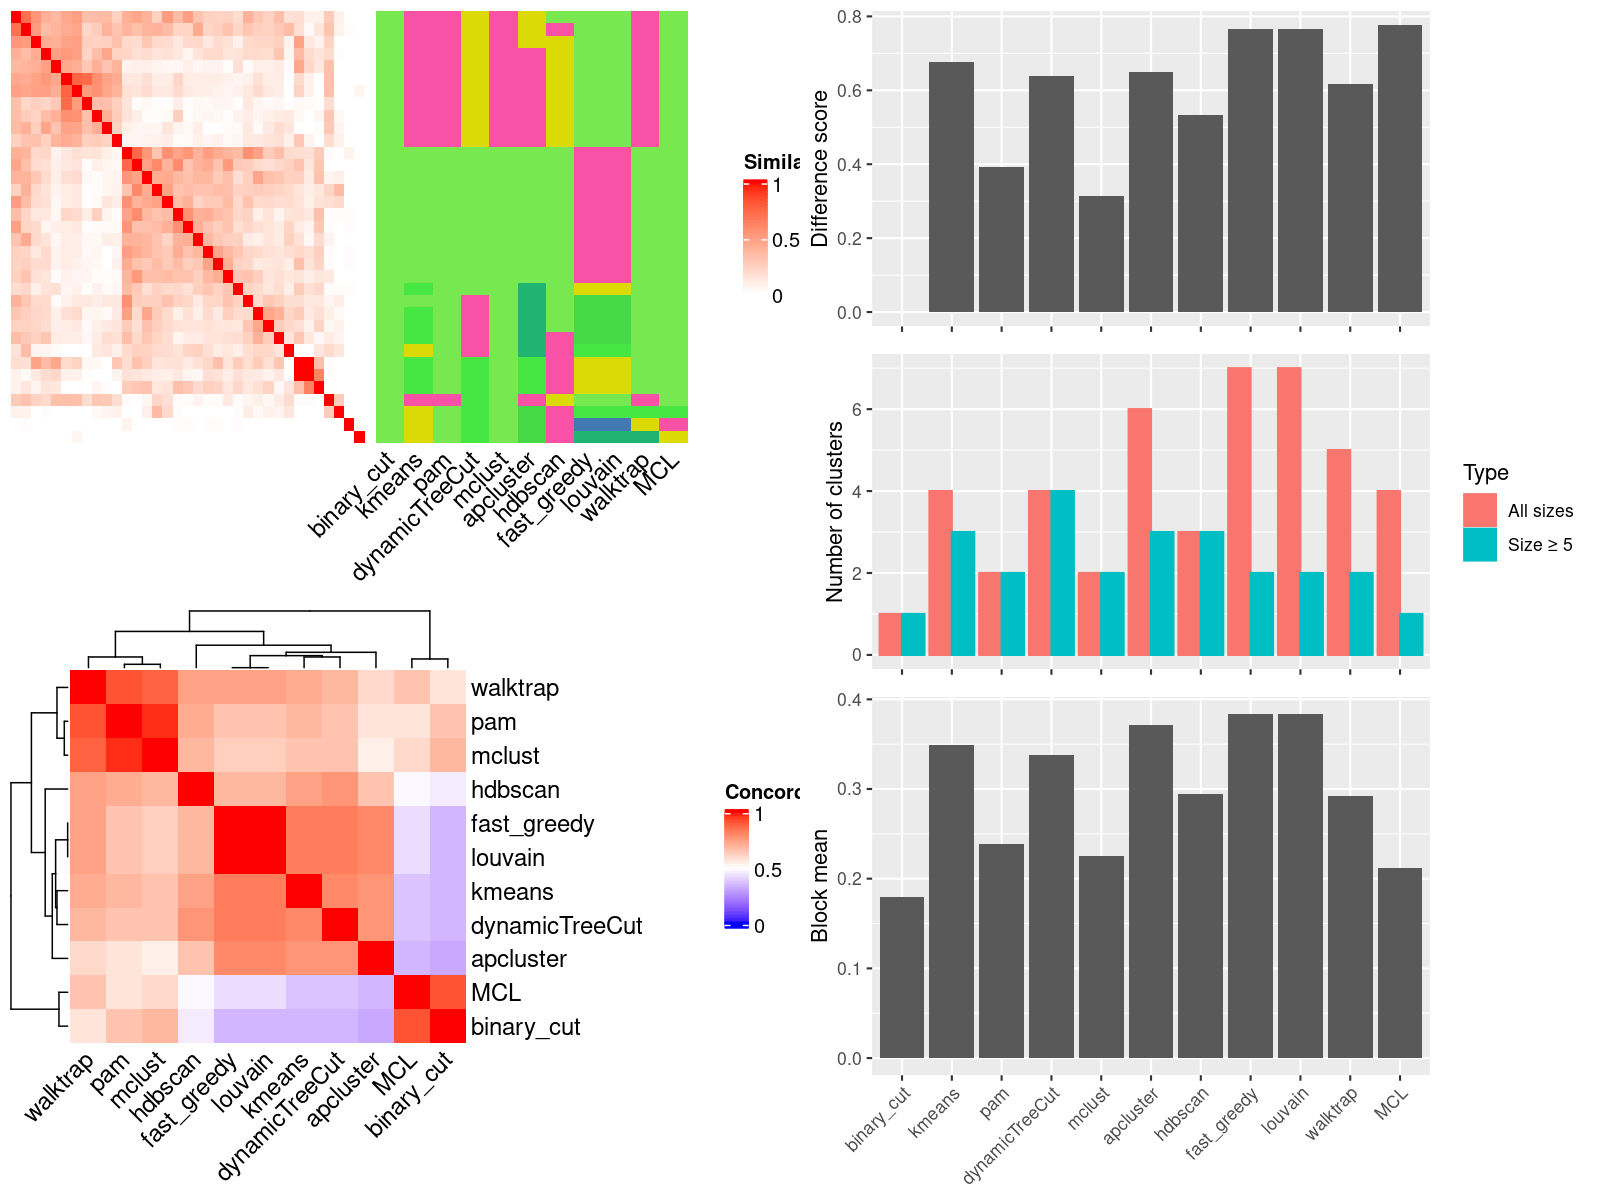 Simila
1
0.5
0
binary_cut
kmeans
pam
dynamicTreeCut
mclust
apcluster
hdbscan
fast_greedy
louvain
walktrap
MCL
Difference score
0.8
0.6
0.4
0.2
0.0
Number of clusters
6
4
2
0
Type
All sizes
Size ≥ 5
walktrap
pam
mclust
hdbscan
fast_greedy
louvain
kmeans
dynamicTreeCut
apcluster
MCL
binary_cut
walktrap
pam
mclust
hdbscan
fast_greedy
louvain
kmeans
dynamicTreeCut
apcluster
MCL
binary_cut
Concord
1
0.5
0
Block mean
0.4
0.3
0.2
0.1
0.0
binary_cut
kmeans
pam
dynamicTreeCut
mclust
apcluster
hdbscan
fast_greedy
louvain
walktrap
MCL